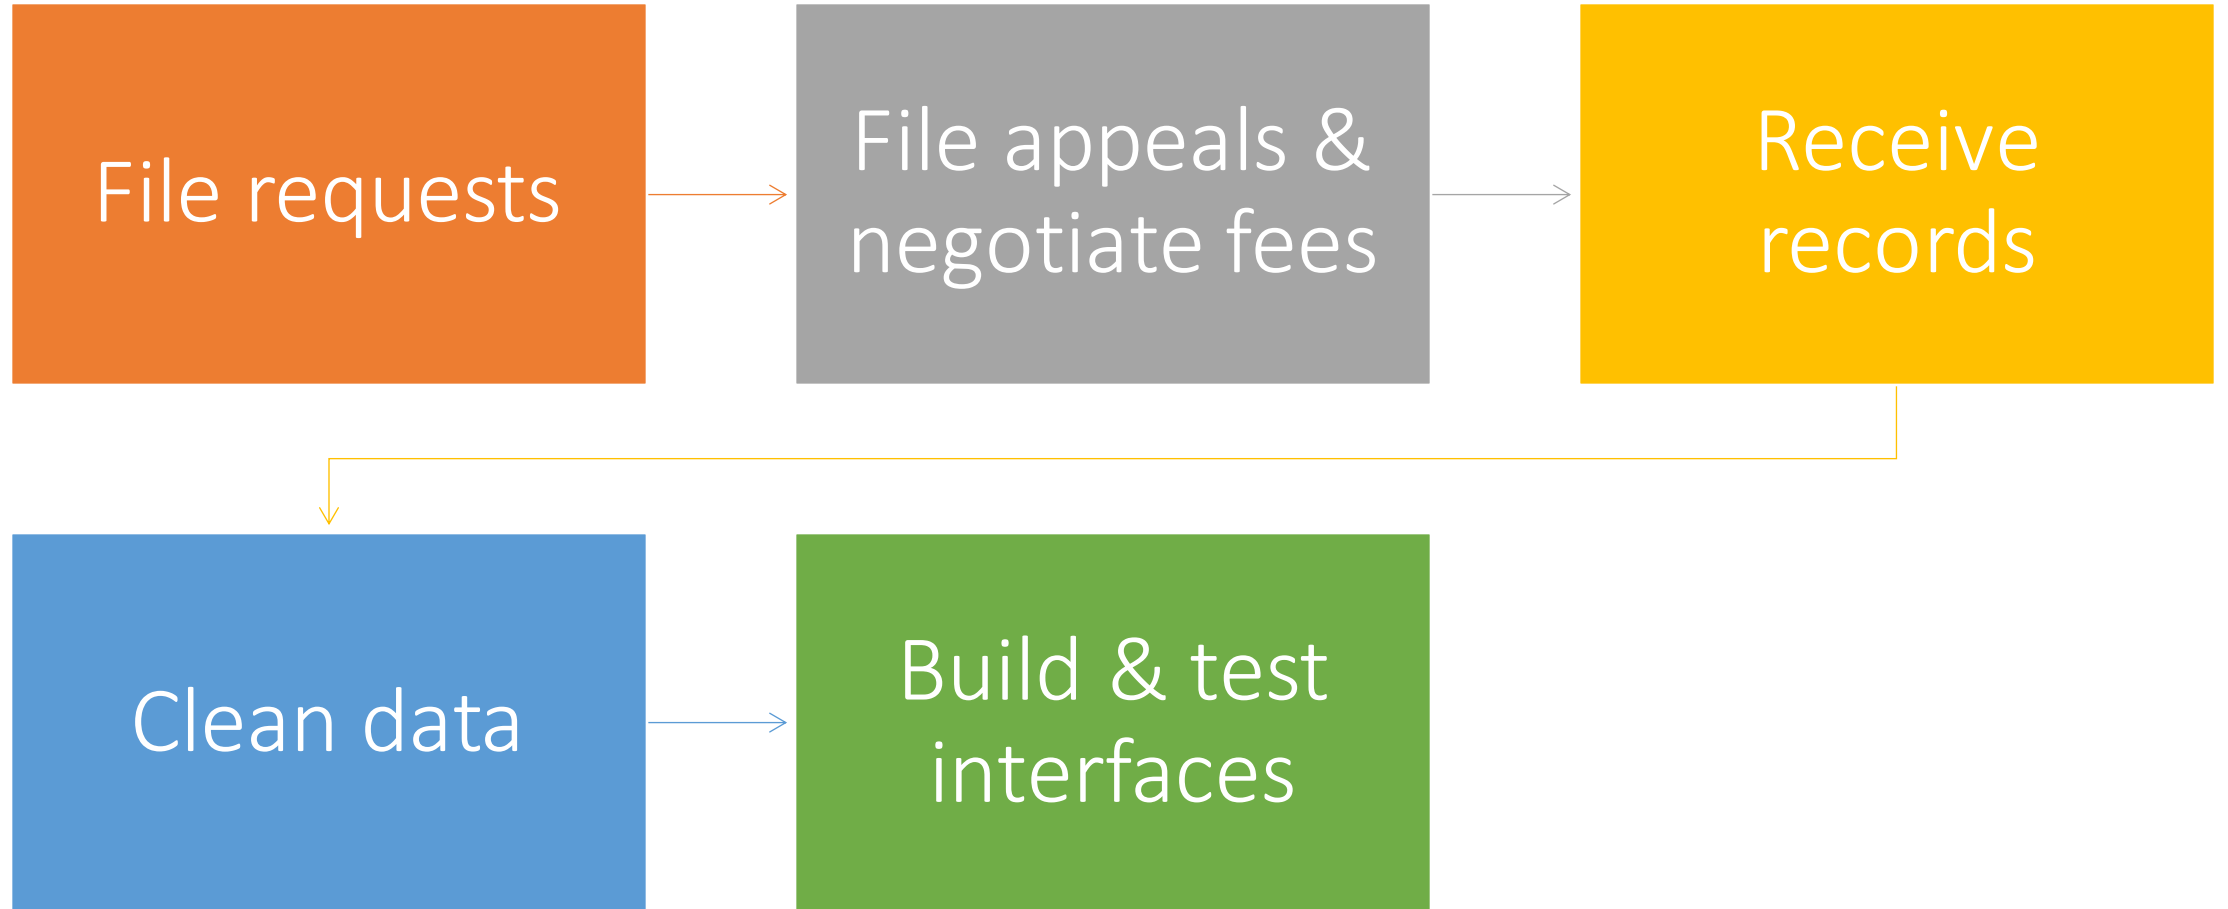 File requests
File appeals &
negotiate fees
Receive
records
Clean data
Build & test
interfaces